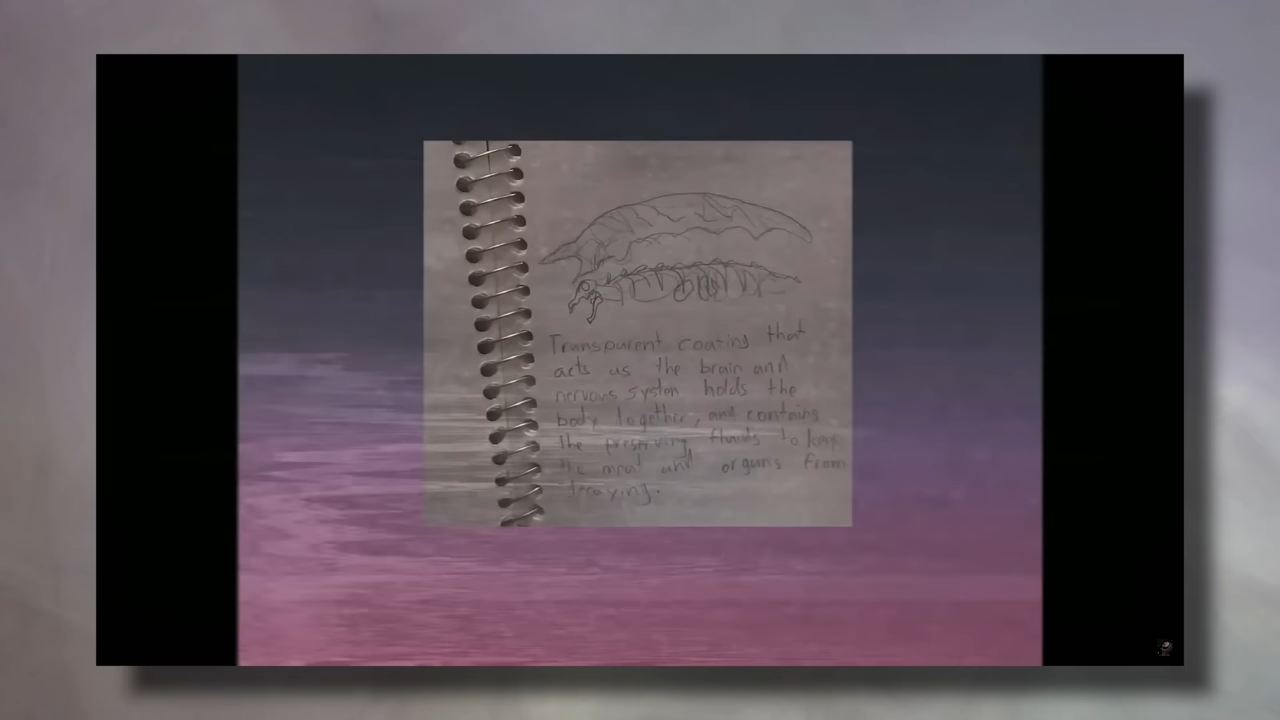 Transparent coating that
acts as the brain and
nervous system holds the
body together, and contains
the preserving fluids to keep
the meat and organs from
decaying.